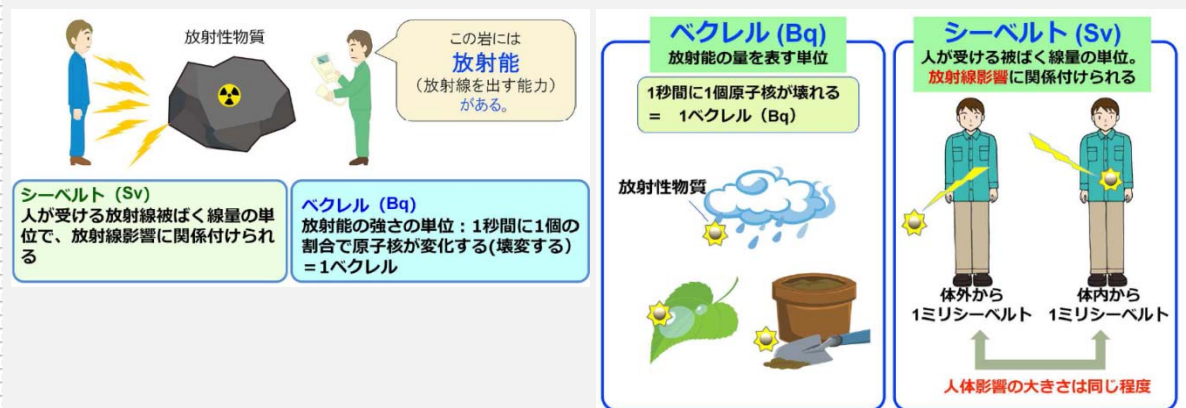 放射性物質
この岩には
放射能
（放射線を出す能力）
がある。
シーベルト（Sv）
人が受ける放射線被ばく線量の単
位で、放射線影響に関係付けられ
る
ベクレル（Bq）
放射能の強さの単位：1秒間に1個の
割合で原子核が変化する(壊変する）
＝1ベクレル
ベクレル (Bq)
放射能の量を表す単位
1秒間に1個原子核が壊れる
＝ 1ベクレル（Bq）
放射性物質
シーベルト (Sv)
人が受ける被ばく線量の単位。
放射線影響に関係付けられる
体外から
1ミリシーベルト
体内から
1ミリシーベルト
人体影響の大きさは同じ程度